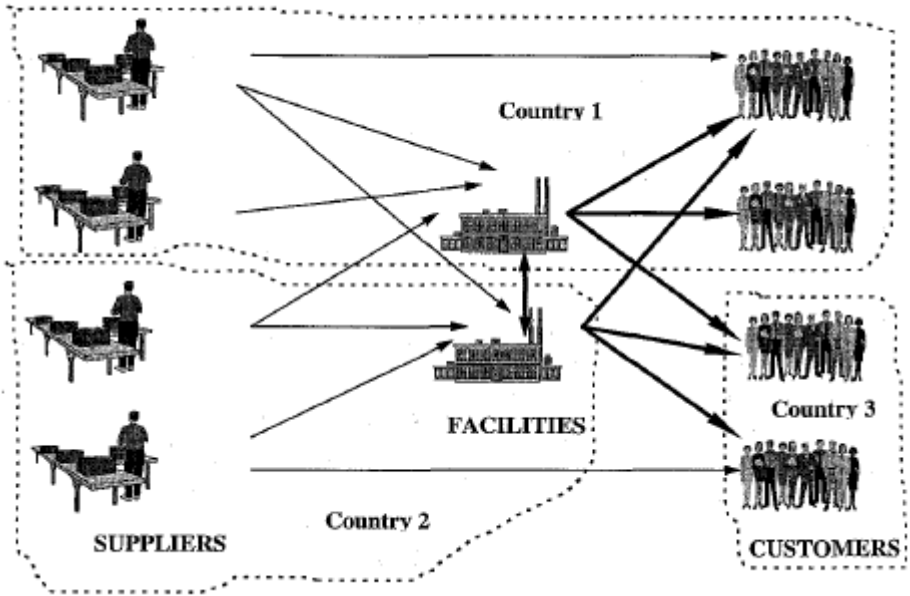 Country 1
FACILITIES
Country 3
Country 2
SUPPLIERS
CUSTOMERS